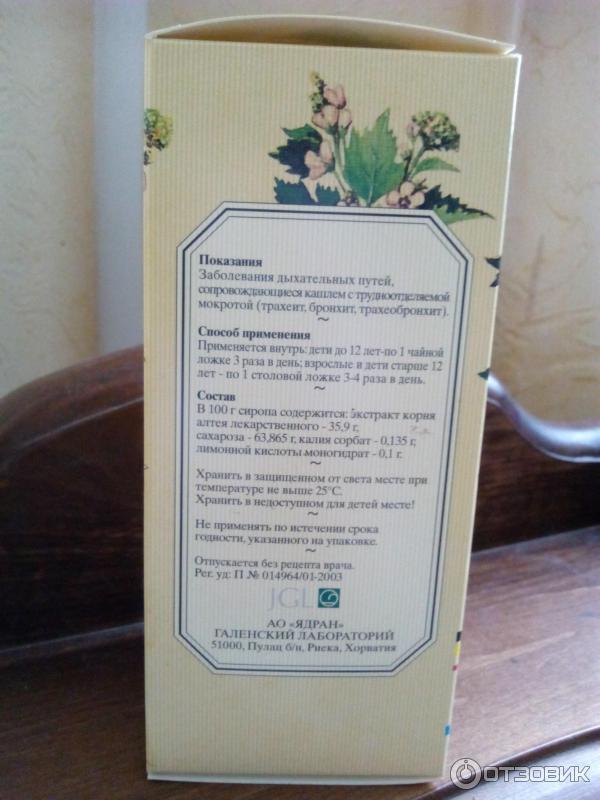 Показания
Заболевания дыхательных путей,
сопровождающиеся кашлем с трудноотделяемой
мокротой (трахеит, бронхит, трахеобронхит).
~
Способ применения
Применяется внутрь: дети до 12 лет-по 1 чайной
ложке 3 раза в день; взрослые и дети старше 12
лет - по 1 столовой ложке 3-4 раза в день.
~
Состав
В 100 г сиропа содержится: экстракт корня
алтея лекарственного - 35,9 г,
сахароза - 63,865 г, калия сорбат - 0,135 г,
лимонной кислоты моногидрат - 0,1 г.
~
Хранить в защищенном от света месте при
температуре не выше 25°С.
Хранить в недоступном для детей месте!
~
Не применять по истечении срока
годности, указанного на упаковке.
~
Отпускается без рецепта врача.
Рег. уд: П № 014964/01-2003
JGL
АО «ЯДРАН»
ГАЛЕНСКИЙ ЛАБОРАТОРИЙ
51000, Пулац б/н, Риека, Хорватия
ОТЗОВИК